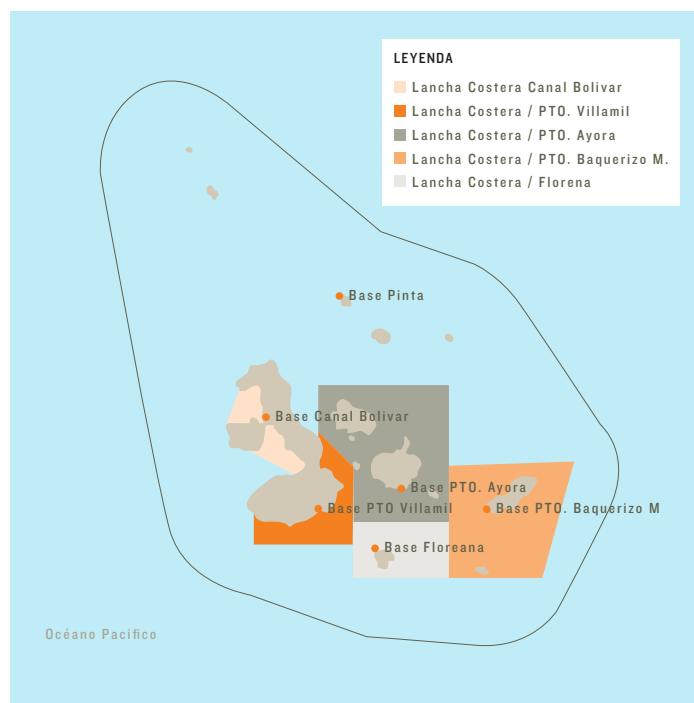 LEYENDA
Lancha Costera Canal Bolivar
Lancha Costera / PTO. Villamil
Lancha Costera / PTO. Ayora
Lancha Costera / PTO. Baquerizo M.
Lancha Costera / Florena
Base Pinta
Base Canal Bolivar
Base PTO. Ayora
Base PTO Villamil
Base PTO. Baquerizo M
Base Floreana
Océano Pacifico